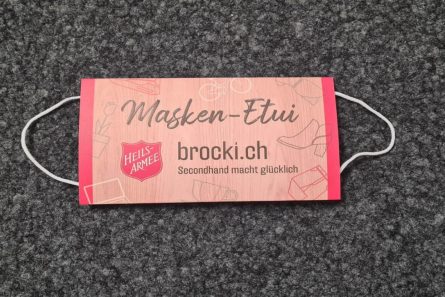 Masken-Etui
HEILS-
ARMEE
brocki.ch
Secondhand macht glücklich